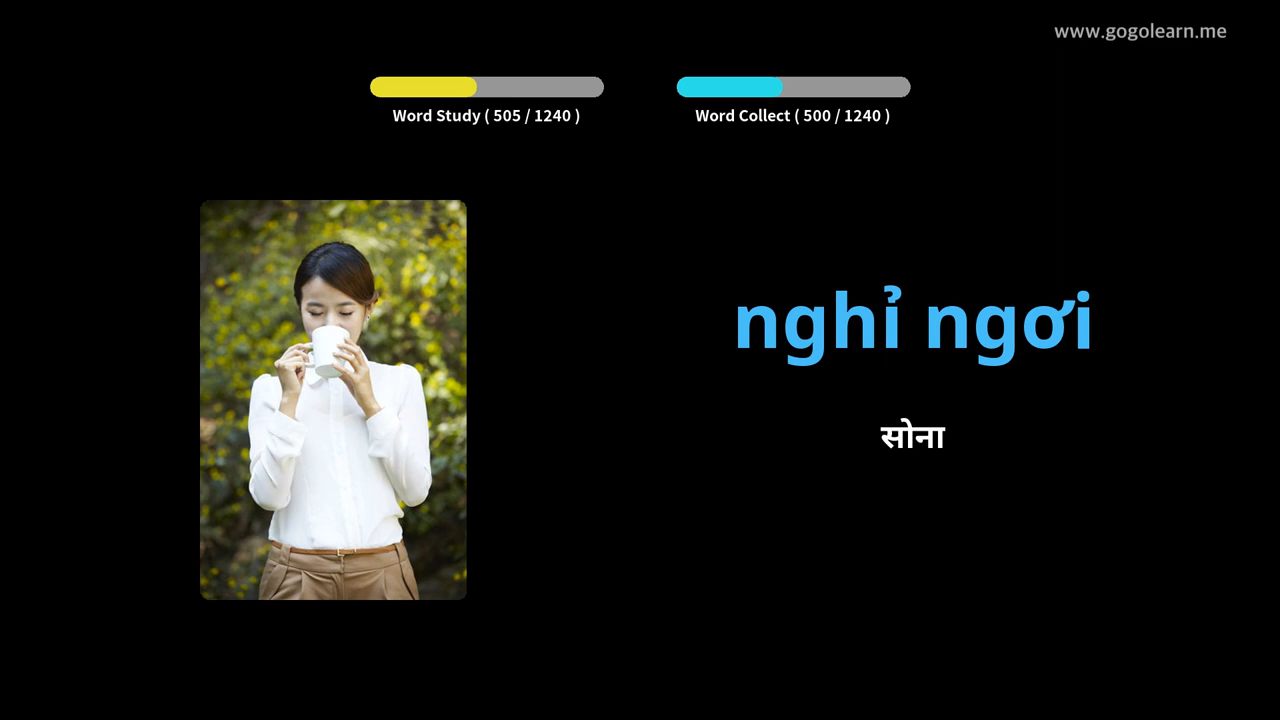 www.gogolearn.me
Word Study ( 505 / 1240 )
Word Collect ( 500 / 1240 )
nghỉ ngơi
सोना